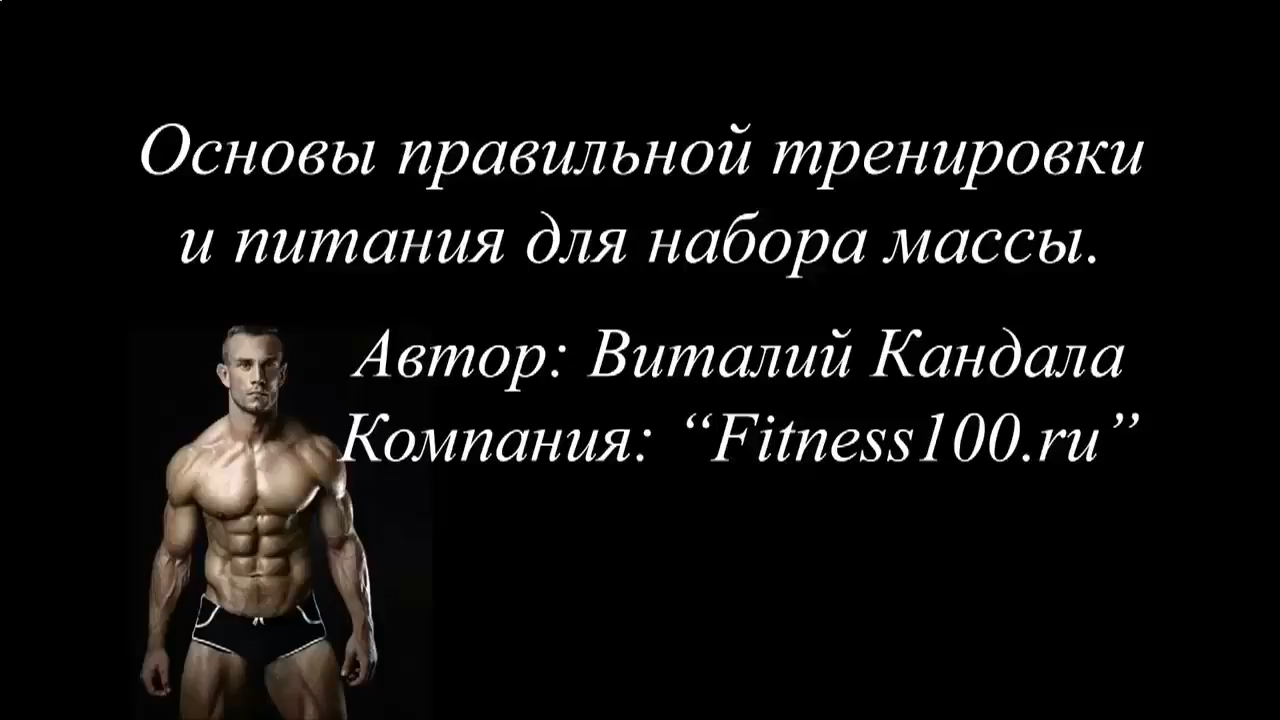 Основы правильной тренировки
и питания для набора массы.
Автор: Виталий Кандала
Компания: “Fitness100.ru”